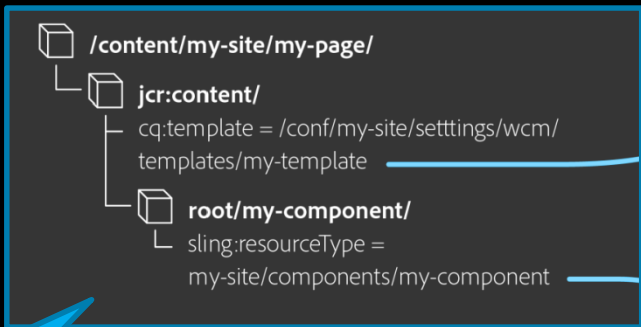 /content/my-site/my-page/
jcr:content/
cq:template = /conf/my-site/setttings/wcm/
templates/my-template
root/my-component/
sling:resourceType =
my-site/components/my-component